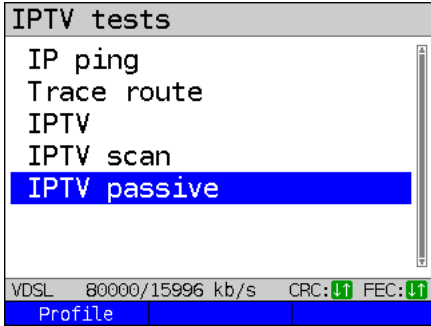 IPTV tests
IP ping
Trace route
IPTV
IPTV scan
IPTV passive
VDSL 80000/15996 kb/s CRC:↓↑ FEC:↓↑
Profile